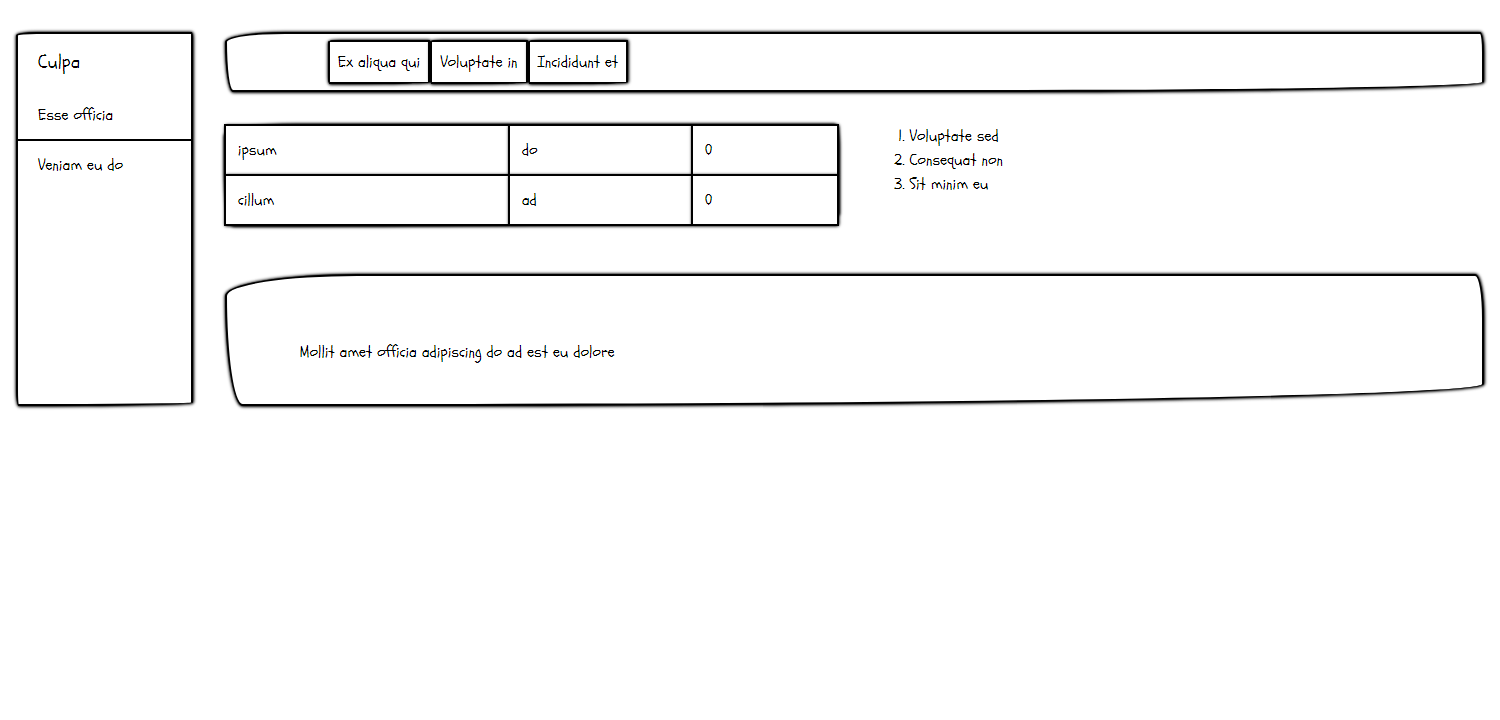 Culpa
Esse officia
Veniam eu do
Ex aliqua qui Voluptate in Incididunt et
ipsum do 0
cillum ad 0
1. Voluptate sed
2. Consequat non
3. Sit minim eu
Mollit amet officia adipiscing do ad est eu dolore